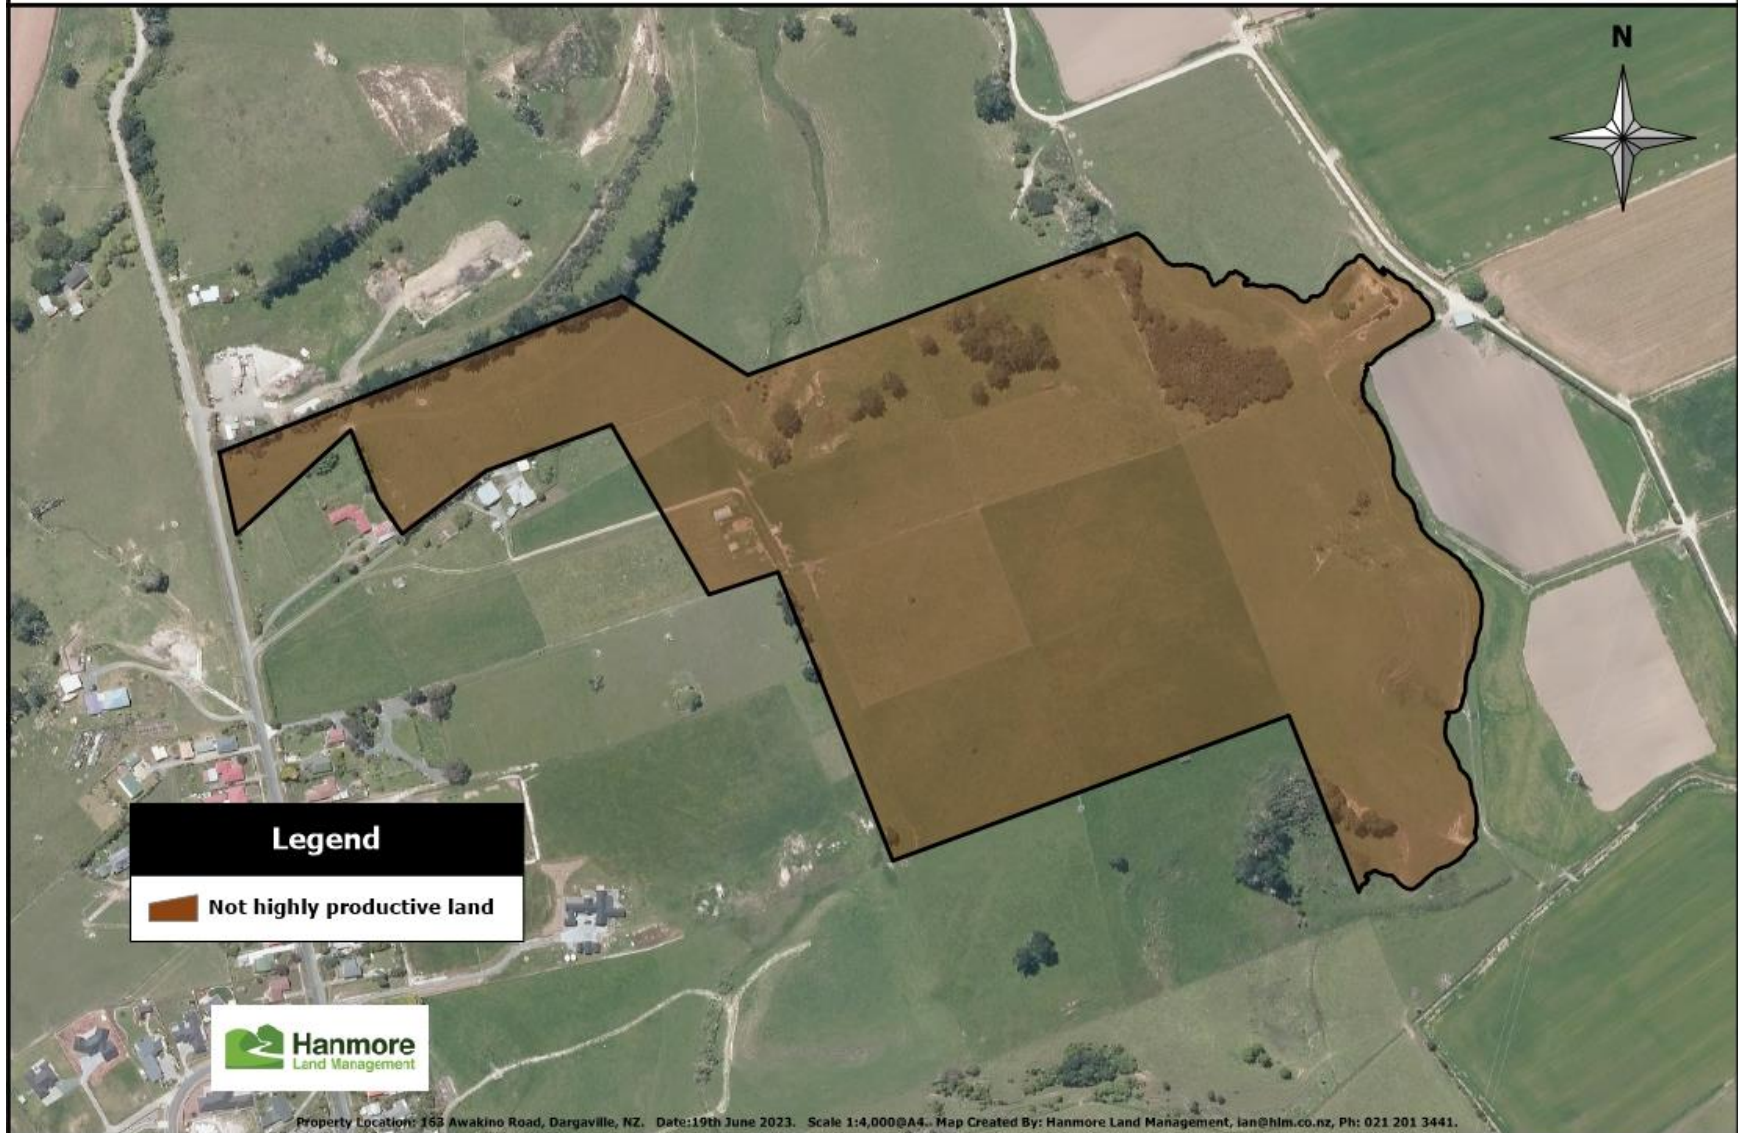 N
Legend
Not highly productive land
Hanmore
Land Management
Property Location: 163 Awakino Road, Dargaville, NZ. Date:19th June 2023. Scale 1:4,000@A4. Map Created By: Hanmore Land Management, ian@hlm.co.nz, Ph: 021 201 3441.